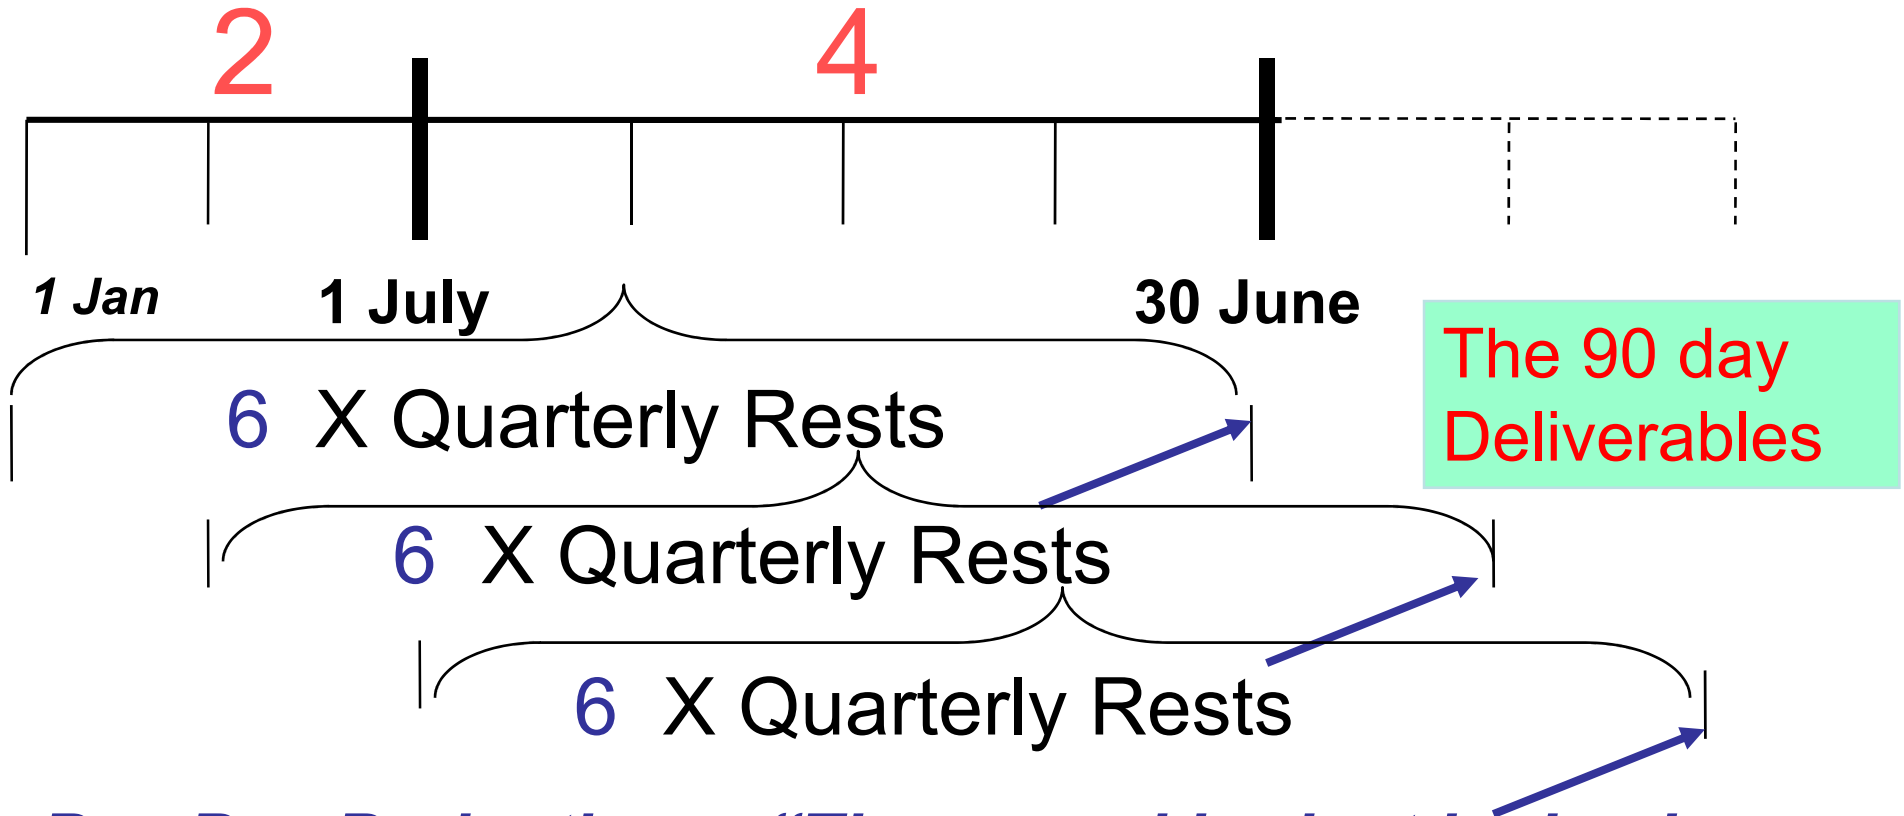 2 4
1 Jan 1 July 30 June
The 90 day
Deliverables
6 X Quarterly Rests
6 X Quarterly Rests
6 X Quarterly Rests